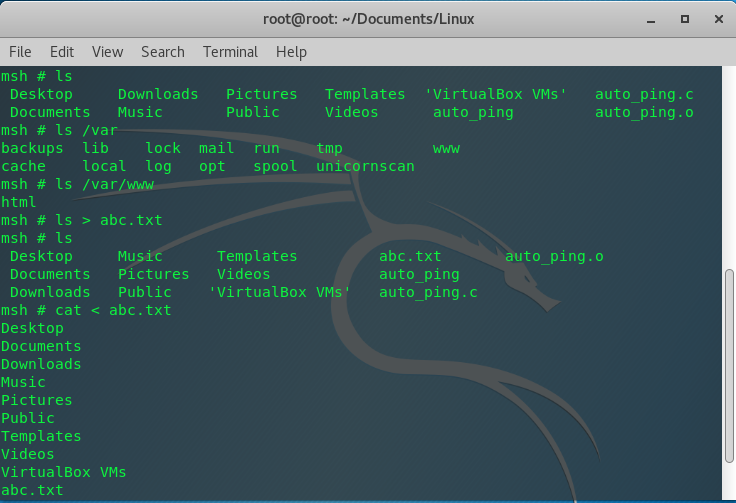 root@root: ~/Documents/Linux
File Edit View Search Terminal Help
msh # ls
 Desktop     Downloads   Pictures   Templates  'VirtualBox VMs'   auto_ping.c
 Documents   Music       Public     Videos      auto_ping         auto_ping.o
msh # ls /var
backups  lib    lock  mail  run    tmp          www
cache    local  log   opt   spool  unicornscan
msh # ls /var/www
html
msh # ls > abc.txt
msh # ls
 Desktop     Music      Templates         abc.txt       auto_ping.o
 Documents   Pictures   Videos            auto_ping
 Downloads   Public    'VirtualBox VMs'   auto_ping.c
msh # cat < abc.txt
Desktop
Documents
Downloads
Music
Pictures
Public
Templates
Videos
VirtualBox VMs
abc.txt